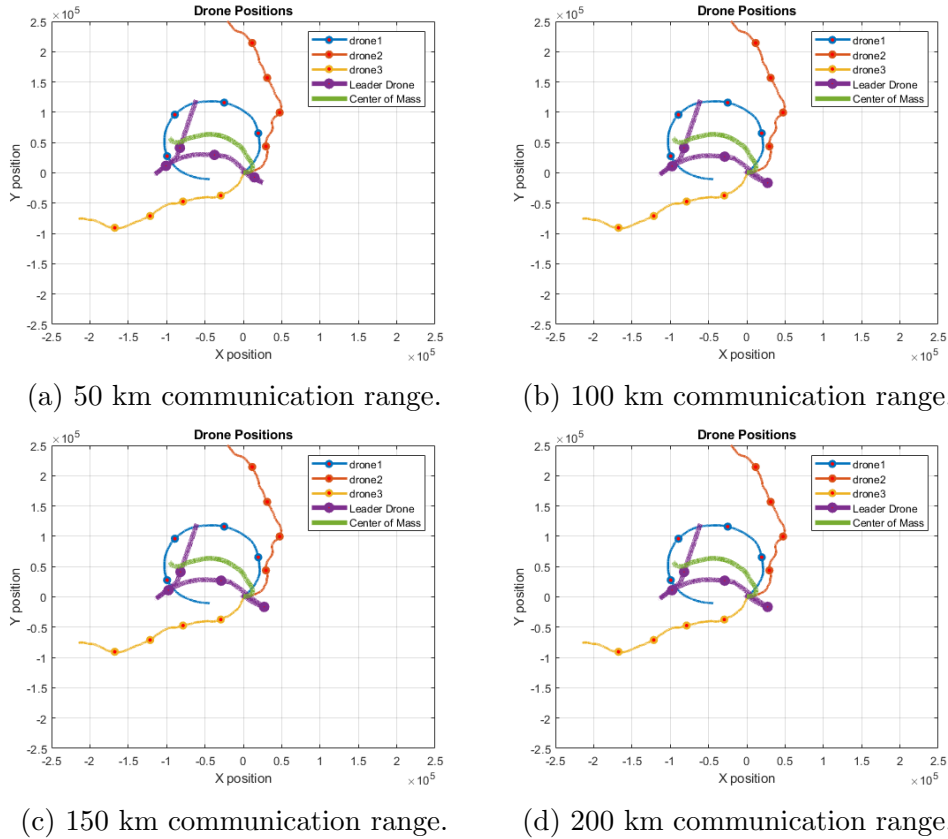 Drone Positions
× 10^5
2.5
2
1.5
1
0.5
0
-0.5
-1
-1.5
-2
-2.5
Y position
drone1
drone2
drone3
Leader Drone
Center of Mass
-2.5 -2 -1.5 -1 -0.5 0 0.5 1 1.5 2 2.5
X position
× 10^5
(a) 50 km communication range.
Drone Positions
× 10^5
2.5
2
1.5
1
0.5
0
-0.5
-1
-1.5
-2
-2.5
Y position
drone1
drone2
drone3
Leader Drone
Center of Mass
-2.5 -2 -1.5 -1 -0.5 0 0.5 1 1.5 2 2.5
X position
× 10^5
(b) 100 km communication range.
Drone Positions
× 10^5
2.5
2
1.5
1
0.5
0
-0.5
-1
-1.5
-2
-2.5
Y position
drone1
drone2
drone3
Leader Drone
Center of Mass
-2.5 -2 -1.5 -1 -0.5 0 0.5 1 1.5 2 2.5
X position
× 10^5
(c) 150 km communication range.
Drone Positions
× 10^5
2.5
2
1.5
1
0.5
0
-0.5
-1
-1.5
-2
-2.5
Y position
drone1
drone2
drone3
Leader Drone
Center of Mass
-2.5 -2 -1.5 -1 -0.5 0 0.5 1 1.5 2 2.5
X position
× 10^5
(d) 200 km communication range